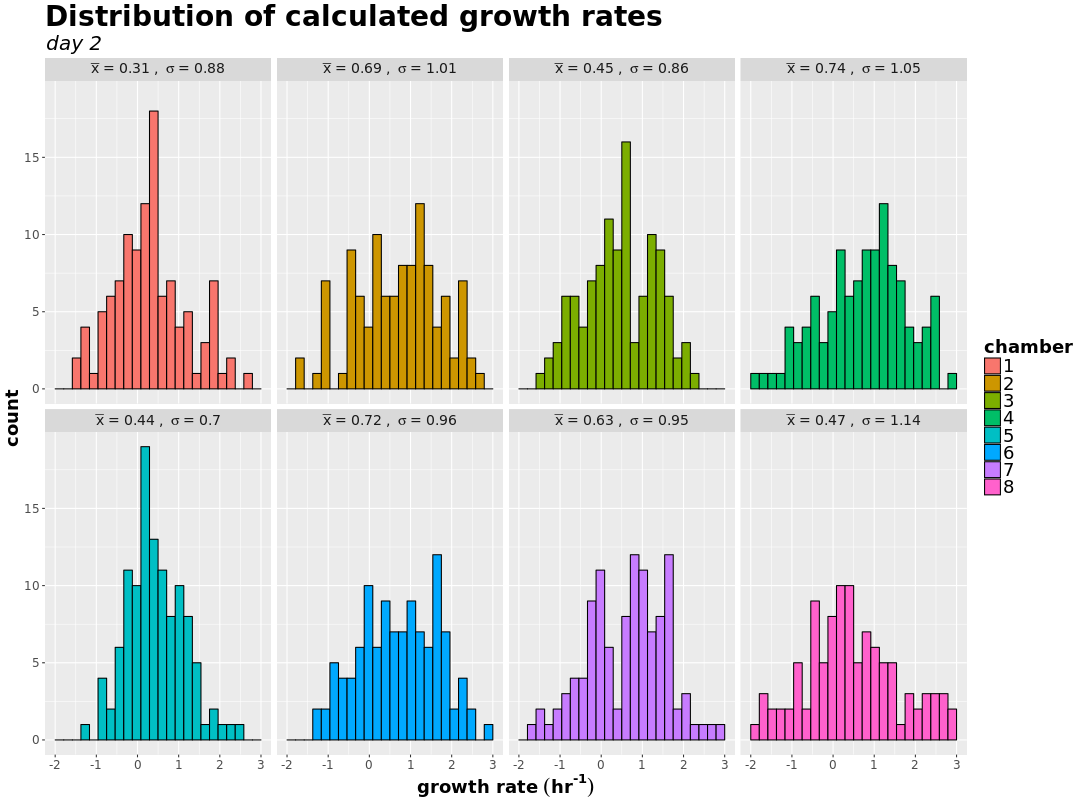 Distribution of calculated growth rates
day 2
x̅ = 0.31 ,  σ = 0.88
x̅ = 0.69 ,  σ = 1.01
x̅ = 0.45 ,  σ = 0.86
x̅ = 0.74 ,  σ = 1.05
15
10
5
0
x̅ = 0.44 ,  σ = 0.7
x̅ = 0.72 ,  σ = 0.96
x̅ = 0.63 ,  σ = 0.95
x̅ = 0.47 ,  σ = 1.14
15
10
5
0
-2 -1 0 1 2 3
-2 -1 0 1 2 3
-2 -1 0 1 2 3
-2 -1 0 1 2 3
count
growth rate (hr⁻¹)
chamber
1
2
3
4
5
6
7
8